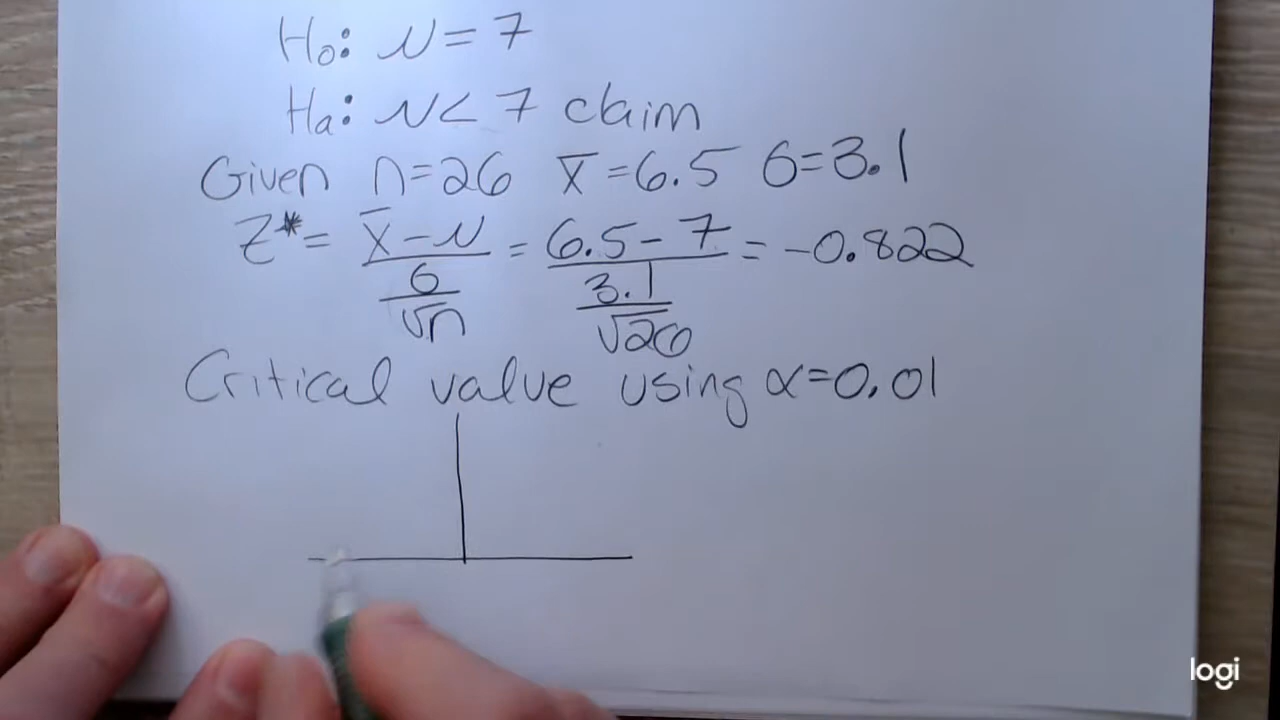 H₀: μ = 7
Hₐ: μ < 7 claim
Given n=26 x̄=6.5 σ=3.1
Z* = (x̄ - μ)/(σ/√n) = (6.5 - 7)/(3.1/√26) = -0.822
Critical value using α=0.01
logi